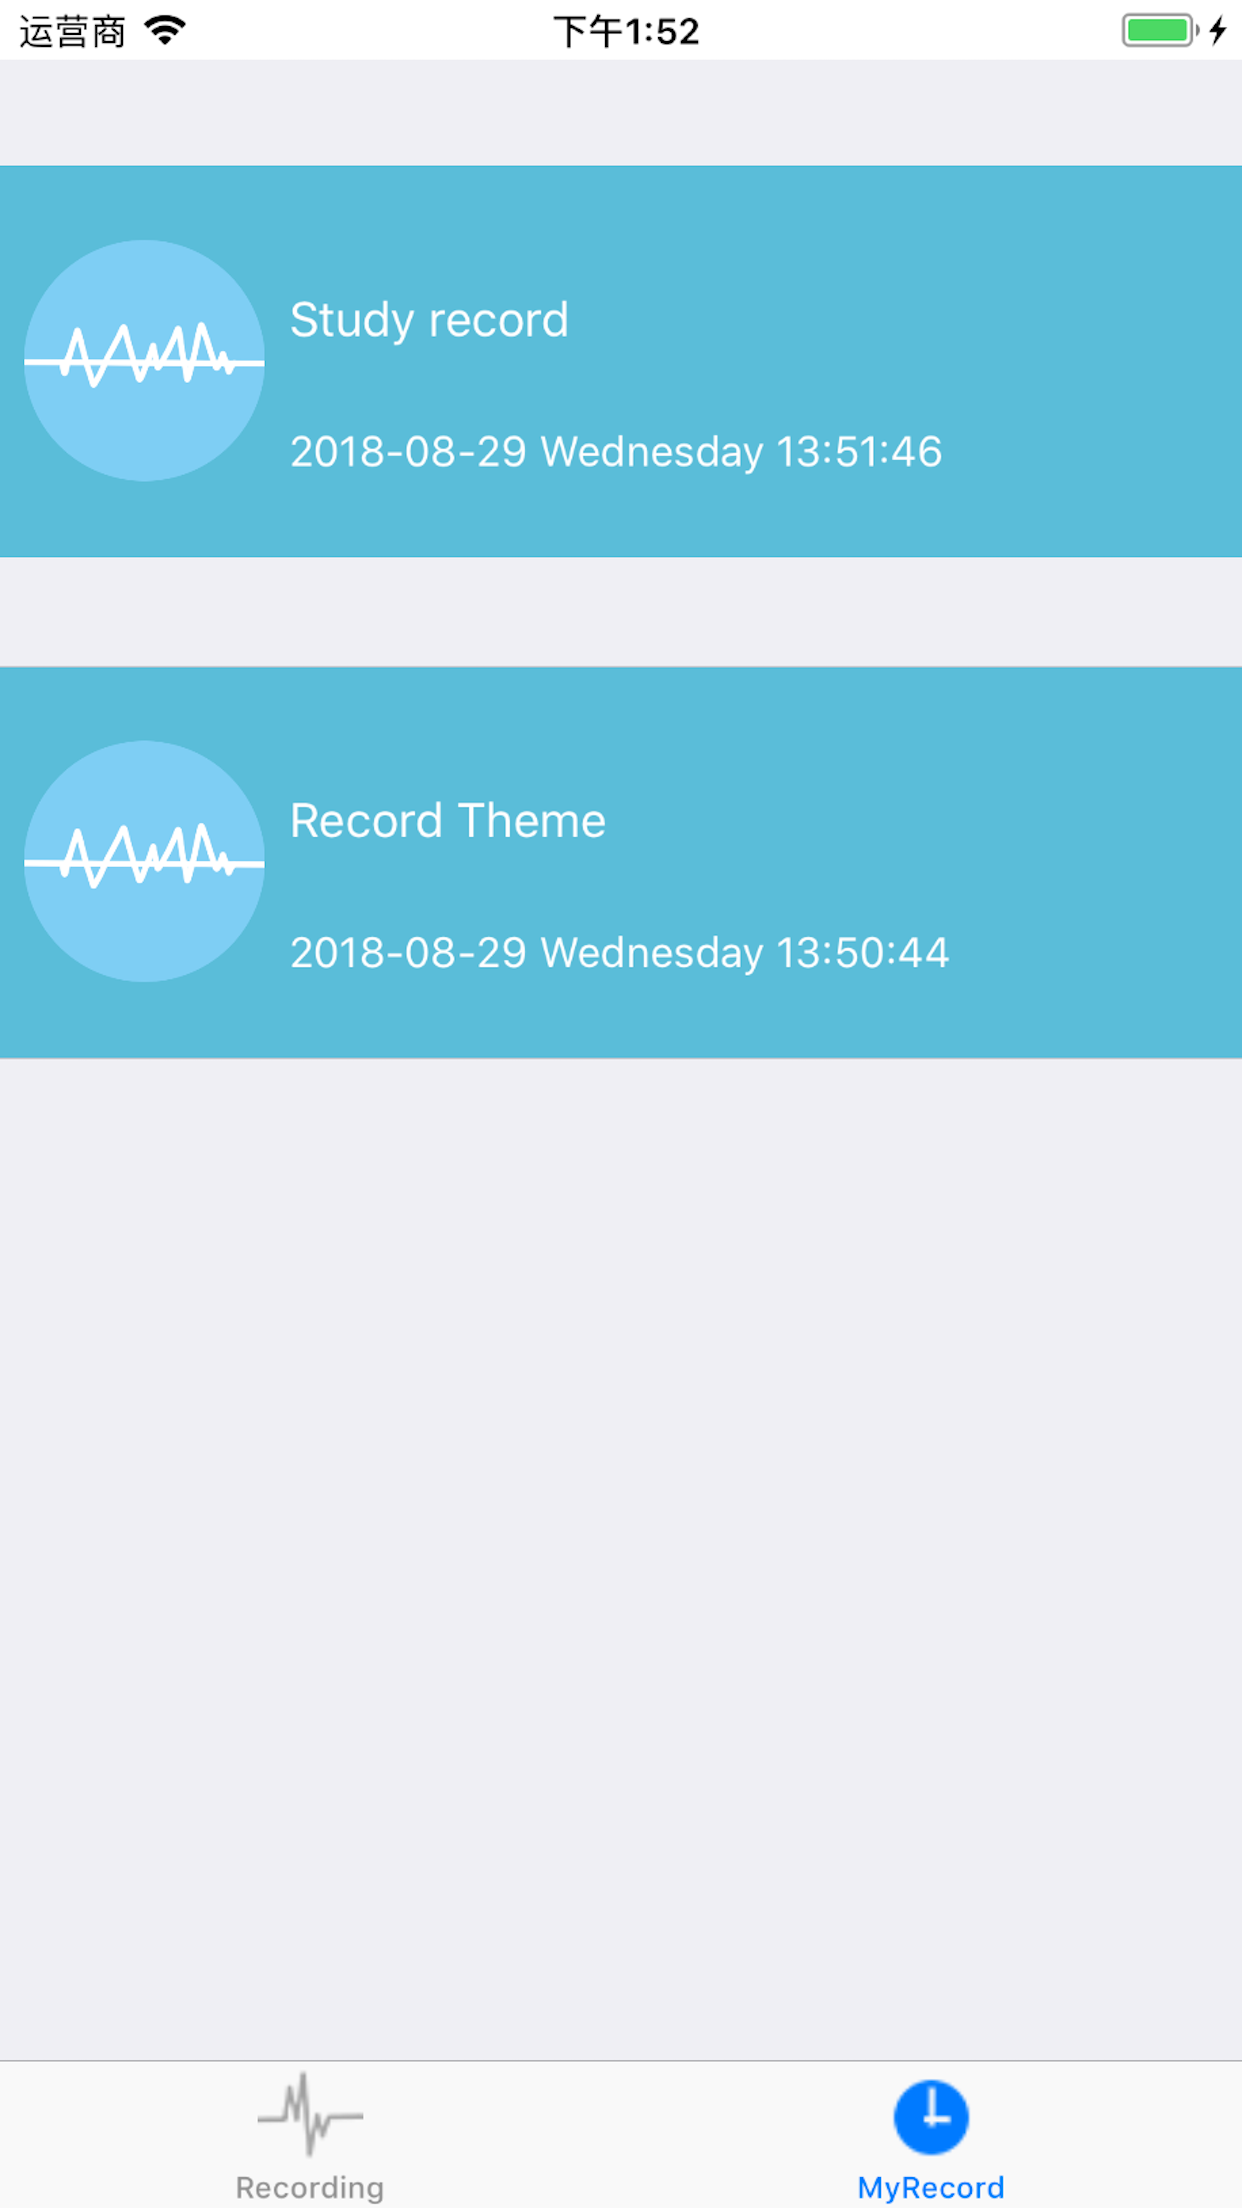 运营商
下午1:52
Study record
2018-08-29 Wednesday 13:51:46
Record Theme
2018-08-29 Wednesday 13:50:44
Recording
MyRecord